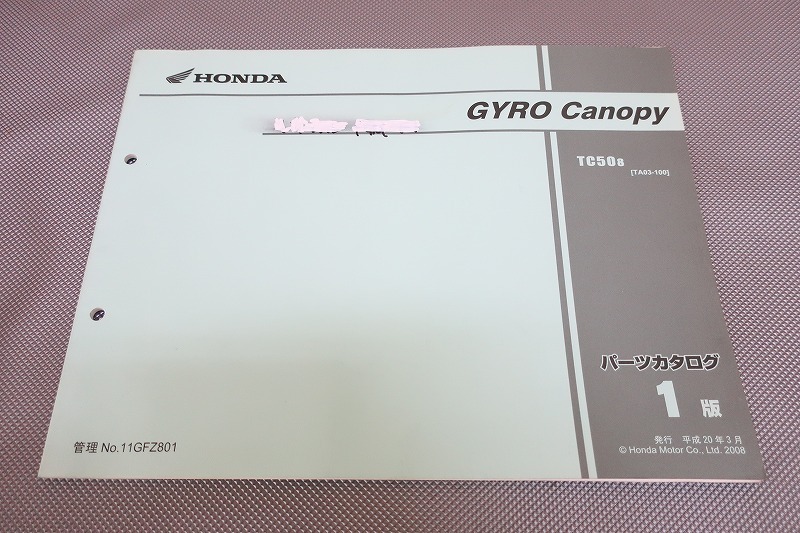 HONDA
GYRO Canopy
TC50₈
[TA03-100]
パーツカタログ
1 版
発行 平成20年3月
© Honda Motor Co., Ltd. 2008
管理 No.11GFZ801